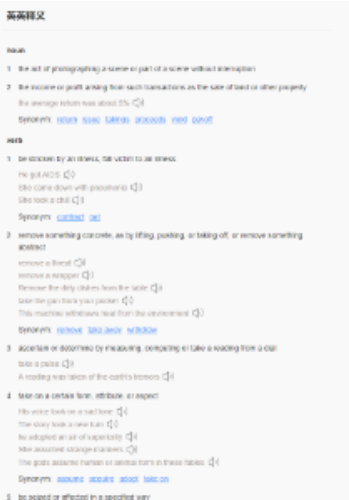 英英释义
noun
1 the act of photographing a scene or part of a scene without interruption
2 the income or profit arising from such transactions as the sale of land or other property
the average return was about 5%
Synonym: return issue takings proceeds yield payoff
verb
1 be stricken by an illness, fall victim to an illness
He got AIDS
She came down with pneumonia
She took a chill
Synonym: contract get
2 remove something concrete, as by lifting, pushing, or taking off, or remove something
abstract
remove a threat
remove a wrapper
Remove the dirty dishes from the table
take the gun from your pocket
This machine withdraws heat from the environment
Synonym: remove take away withdraw
3 ascertain or determine by measuring, computing or take a reading from a dial
take a pulse
A reading was taken of the earth's tremors
4 take on a certain form, attribute, or aspect
His voice took on a sad tone
The story took a new turn
he adopted an air of superiority
She assumed strange manners
The gods assume human or animal form in these fables
Synonym: assume acquire adopt take on
5 be seized or affected in a specified way